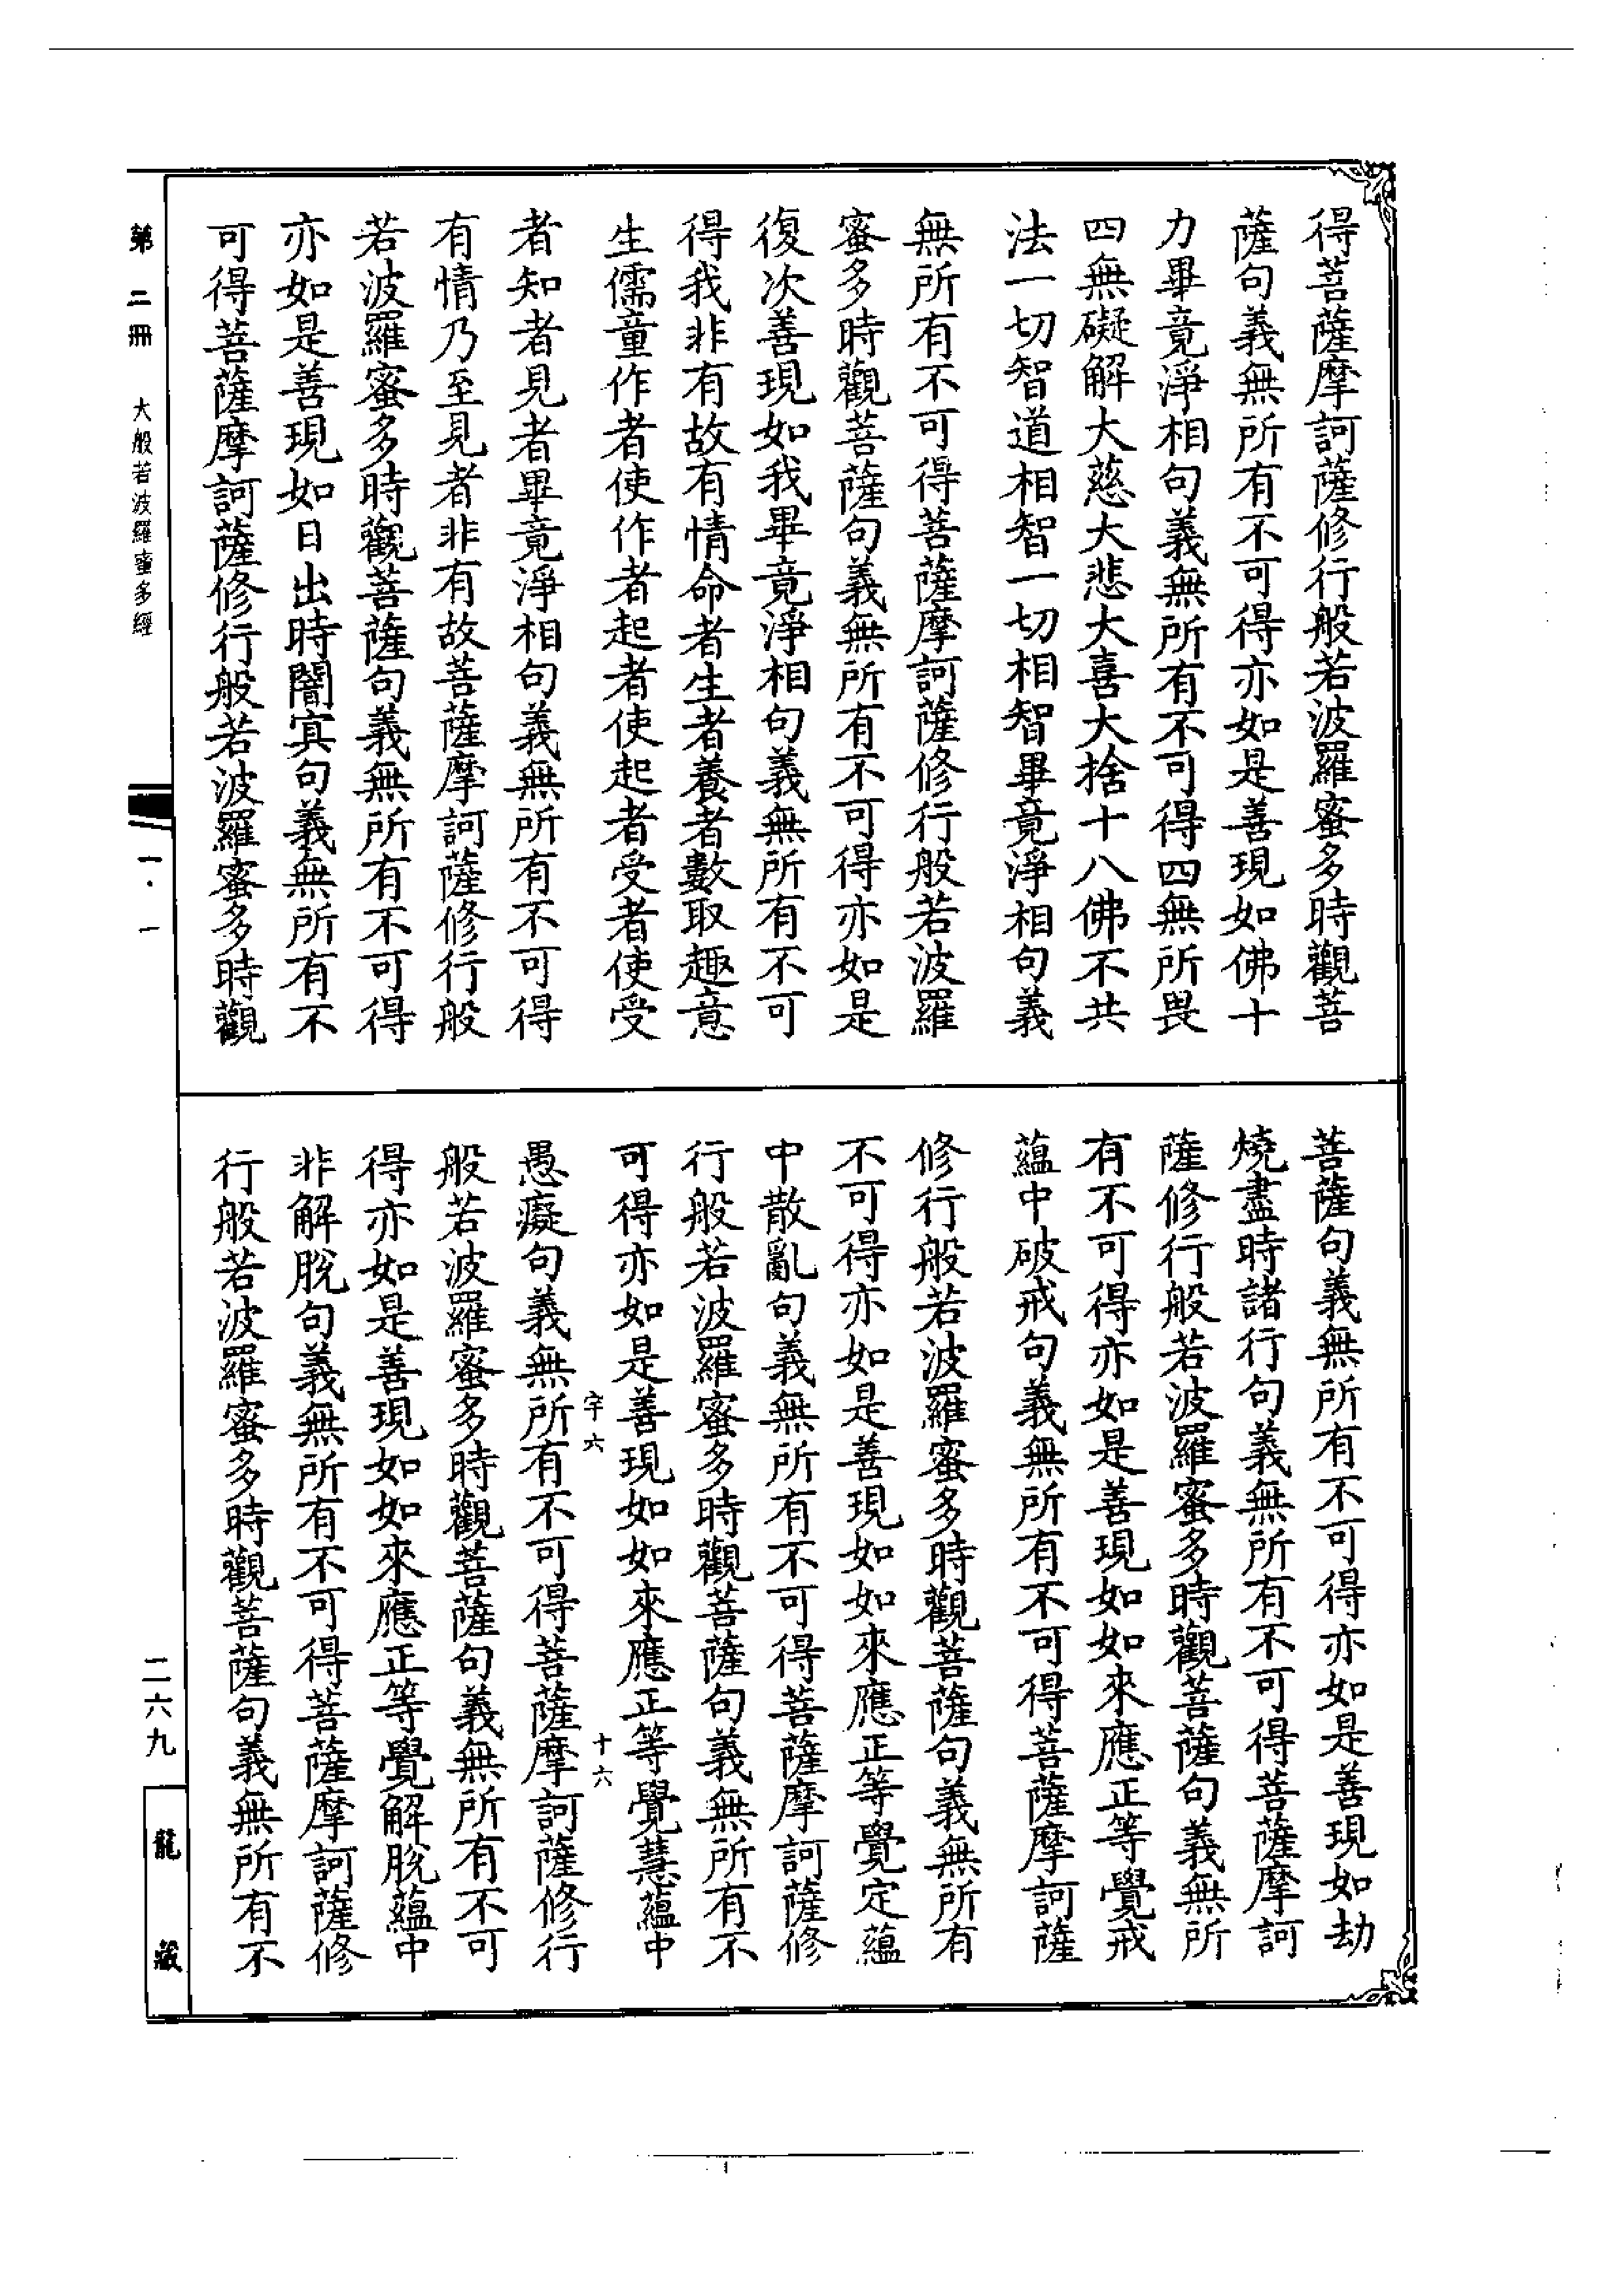 得菩薩摩訶薩修行般若波羅蜜多時觀菩
薩句義無所有不可得亦如是善現如佛十
力畢竟淨相句義無所有不可得四無所畏
四無礙解大慈大悲大喜大捨十八佛不共
法一切智道相智一切相智畢竟淨相句義
無所有不可得菩薩摩訶薩修行般若波羅
蜜多時觀菩薩句義無所有不可得亦如是
復次善現如我畢竟淨相句義無所有不可
得我非有故有情命者生者養者數取趣意
生儒童作者使作者起者使起者受者使受
者知者見者畢竟淨相句義無所有不可得
有情乃至見者非有故菩薩摩訶薩修行般
若波羅蜜多時觀菩薩句義無所有不可得
亦如是善現如日出時闇冥句義無所有不
可得菩薩摩訶薩修行般若波羅蜜多時觀
菩薩句義無所有不可得亦如是善現如劫
燒盡時諸行句義無所有不可得菩薩摩訶
薩修行般若波羅蜜多時觀菩薩句義無所
有不可得亦如是善現如如來應正等覺戒
蘊中破戒句義無所有不可得菩薩摩訶薩
修行般若波羅蜜多時觀菩薩句義無所有
不可得亦如是善現如如來應正等覺定蘊
中散亂句義無所有不可得菩薩摩訶薩修
行般若波羅蜜多時觀菩薩句義無所有不
可得亦如是善現如如來應正等覺慧蘊中
字六 十六
愚癡句義無所有不可得菩薩摩訶薩修行
般若波羅蜜多時觀菩薩句義無所有不可
得亦如是善現如如來應正等覺解脫蘊中
非解脫句義無所有不可得菩薩摩訶薩修
行般若波羅蜜多時觀菩薩句義無所有不
第二冊 大般若波羅蜜多經 一·一 二六九 龍藏